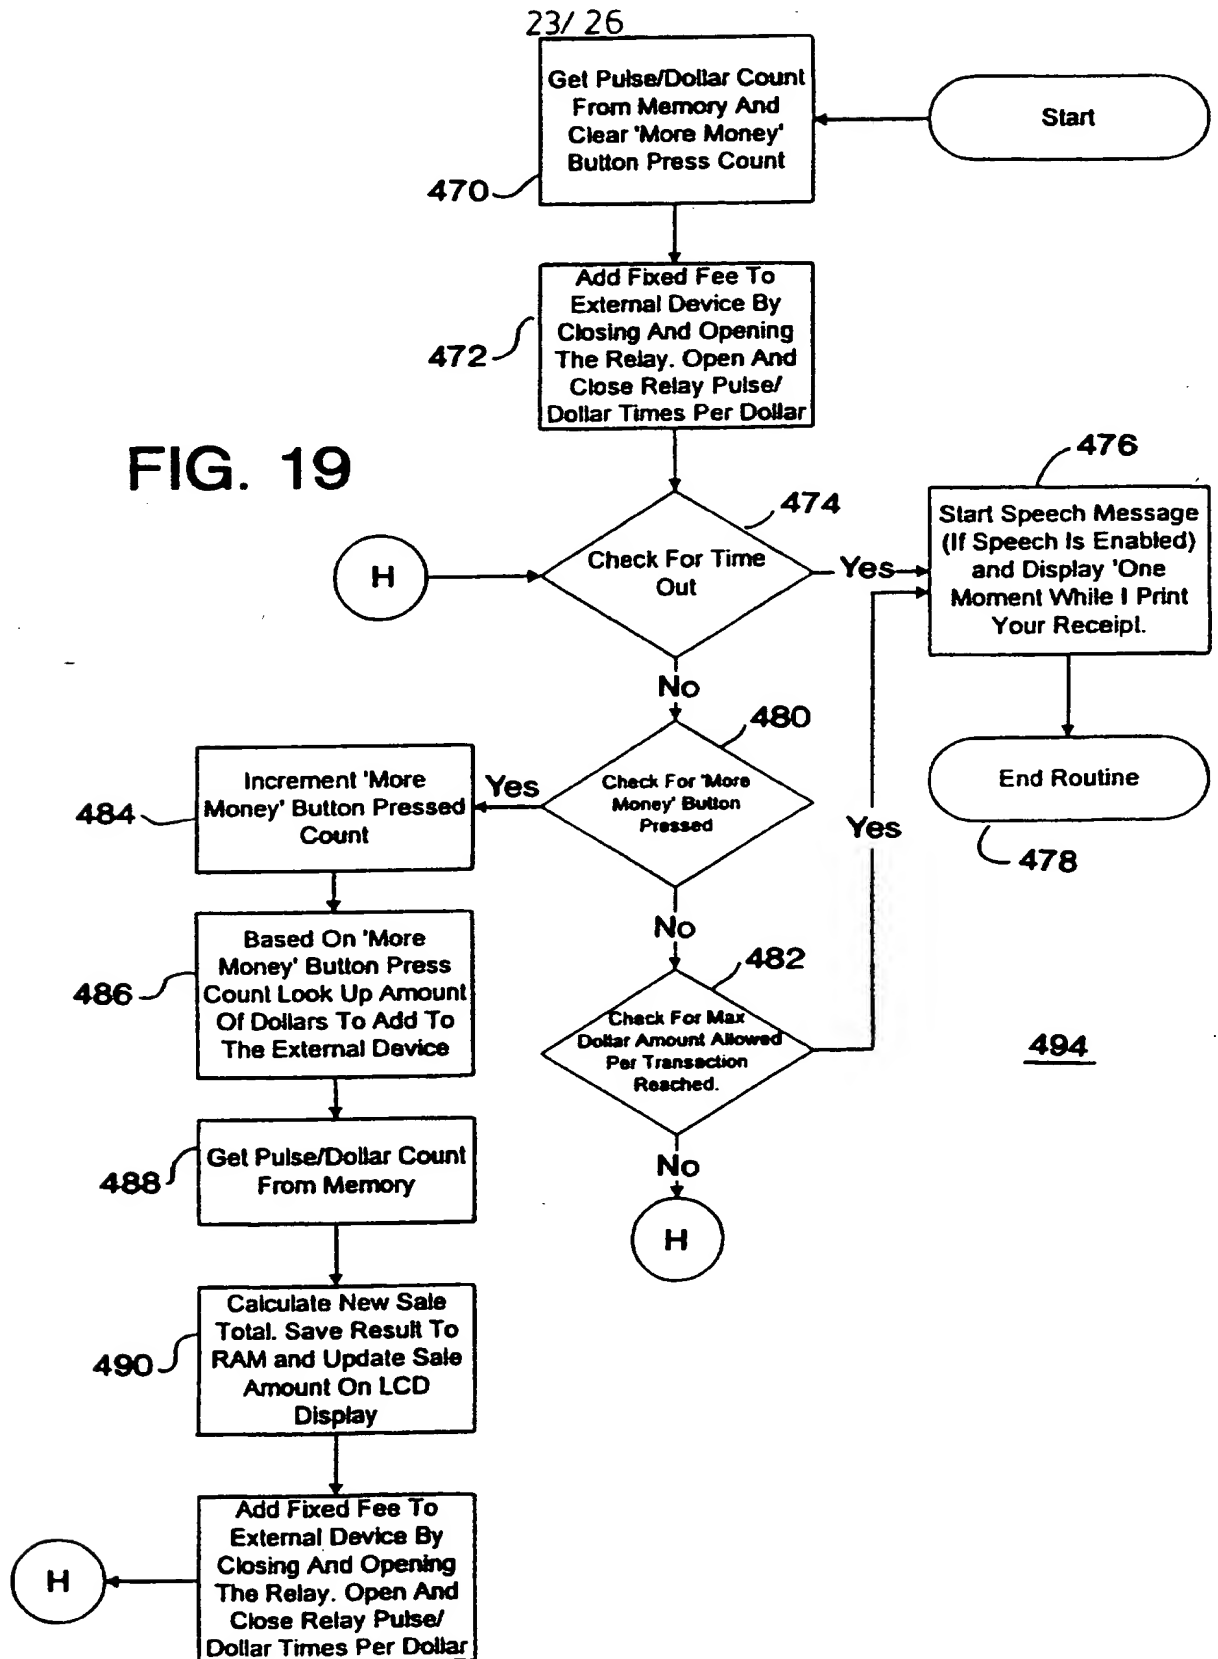 23/26
Get Pulse/Dollar Count
From Memory And
Clear 'More Money'
Button Press Count
Start
470
Add Fixed Fee To
External Device By
Closing And Opening
The Relay. Open And
Close Relay Pulse/
Dollar Times Per Dollar
472
FIG. 19
474
476
H
Check For Time
Out
Yes
Start Speech Message
(If Speech Is Enabled)
and Display 'One
Moment While I Print
Your Receipt.
No
480
Increment 'More
Money' Button Pressed
Count
484
Yes
Check For 'More
Money' Button
Pressed
Yes
End Routine
478
No
Based On 'More
Money' Button Press
Count Look Up Amount
Of Dollars To Add To
The External Device
486
482
Check For Max
Dollar Amount Allowed
Per Transaction
Reached.
494
Get Pulse/Dollar Count
From Memory
488
No
H
Calculate New Sale
Total. Save Result To
RAM and Update Sale
Amount On LCD
Display
490
Add Fixed Fee To
External Device By
Closing And Opening
The Relay. Open And
Close Relay Pulse/
Dollar Times Per Dollar
H